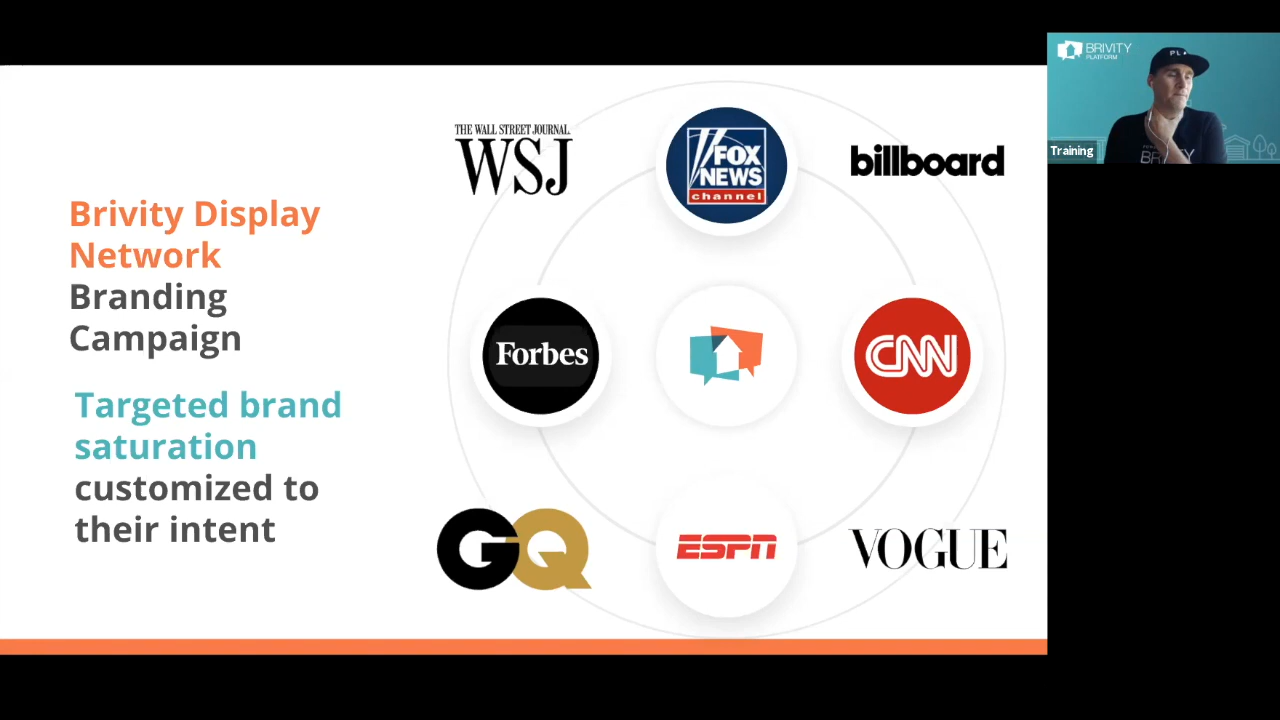 Brivity Display
Network
Branding
Campaign
Targeted brand
saturation
customized to
their intent
THE WALL STREET JOURNAL.
WSJ
FOX
NEWS
channel
billboard
Forbes
CNN
GQ
ESPN
VOGUE
BRIVITY
PLATFORM
Training
BRIVITY